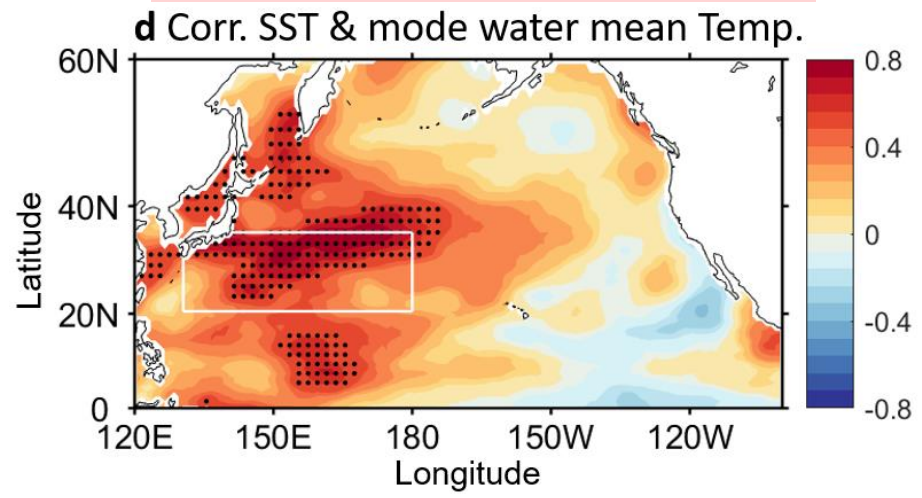 d Corr. SST & mode water mean Temp.
60N
40N
20N
0
Latitude
120E 150E 180 150W 120W
Longitude
0.8
0.4
0
-0.4
-0.8